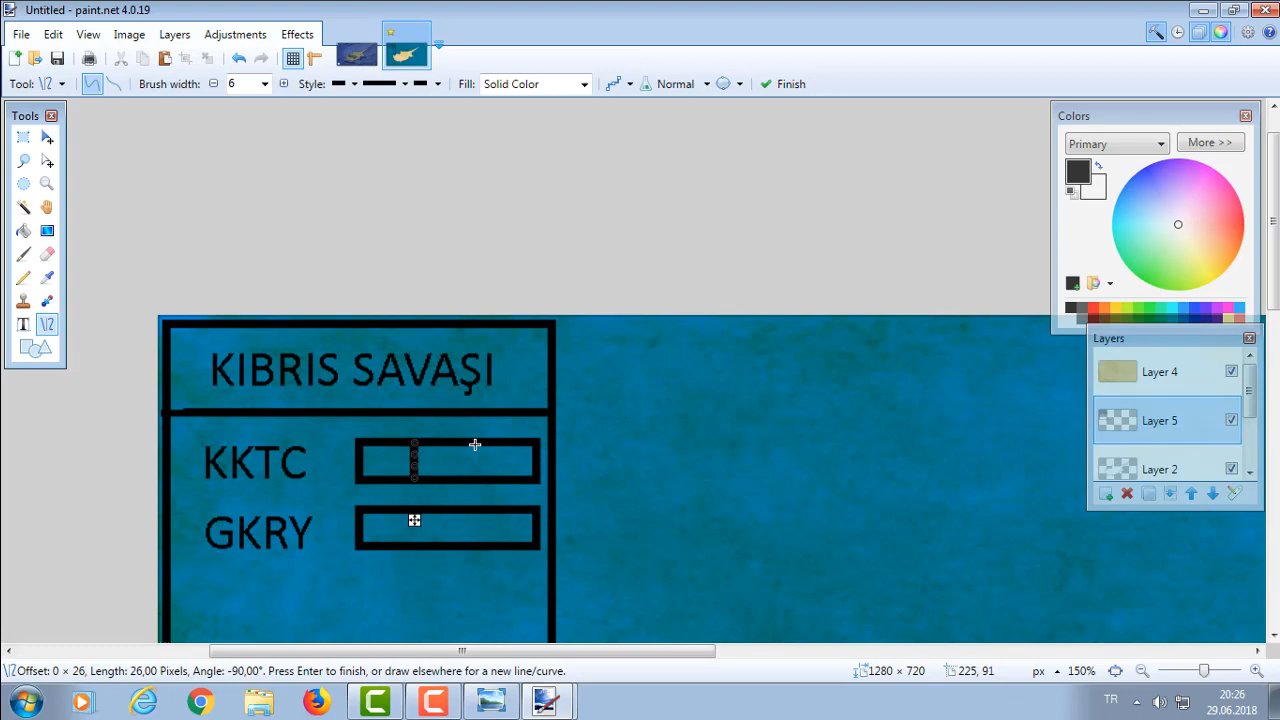 Untitled - paint.net 4.0.19
File Edit View Image Layers Adjustments Effects
Tool: Brush width: 6 Style: Fill: Solid Color Normal Finish
Tools
Colors
Primary More >>
KIBRIS SAVAŞI
KKTC
GKRY
Layers
Layer 4
Layer 5
Layer 2
Offset: 0 × 26, Length: 26,00 Pixels, Angle: -90,00°. Press Enter to finish, or draw elsewhere for a new line/curve. 1280 × 720 225, 91 px 150%
TR 20:26
29.06.2018